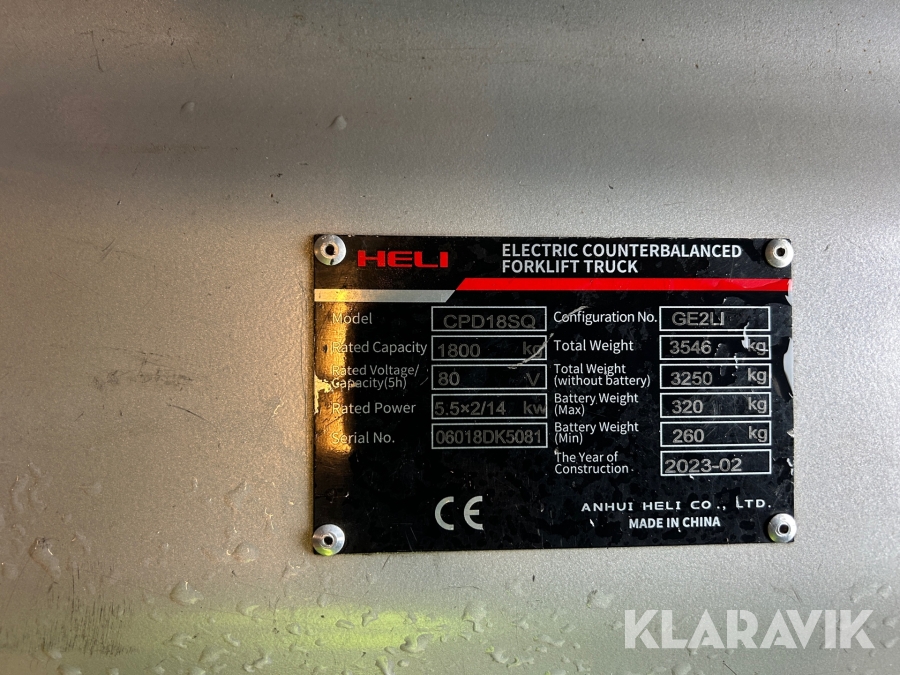 HELI
ELECTRIC COUNTERBALANCED
FORKLIFT TRUCK
Model CPD18SQ
Rated Capacity 1800 kg
Rated Voltage/
Capacity(5h) 80 V
Rated Power 5.5×2/14 kw
Serial No. 06018DK5081
Configuration No. GE2LI
Total Weight 3546 kg
Total Weight
(without battery) 3250 kg
Battery Weight
(Max) 320 kg
Battery Weight
(Min) 260 kg
The Year of
Construction 2023-02
CE
ANHUI HELI CO., LTD.
MADE IN CHINA
KLARAVIK